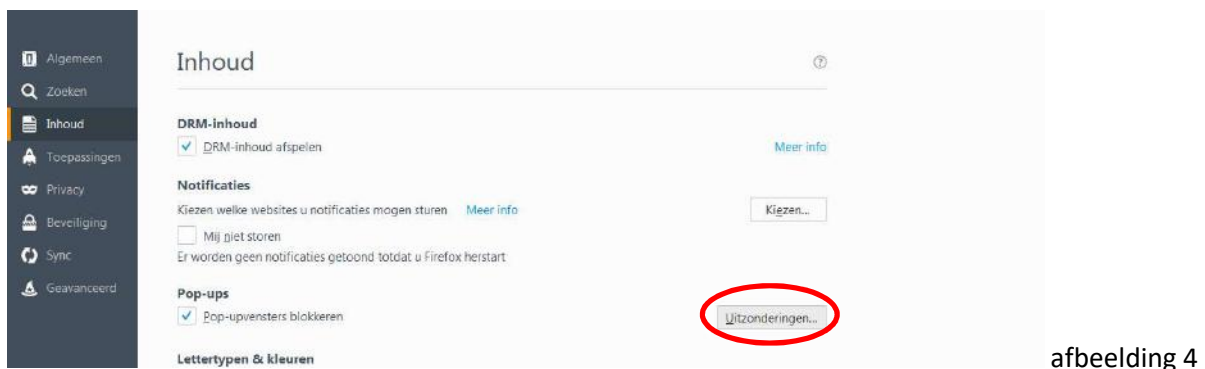 Algemeen
Zoeken
Inhoud
Toepassingen
Privacy
Beveiliging
Sync
Geavanceerd
Inhoud
DRM-inhoud
DRM-inhoud afspelen Meer info
Notificaties
Kiezen welke websites u notificaties mogen sturen Meer info Kiezen...
Mij niet storen
Er worden geen notificaties getoond totdat u Firefox herstart
Pop-ups
Pop-upvensters blokkeren Uitzonderingen...
Lettertypen & kleuren
afbeelding 4